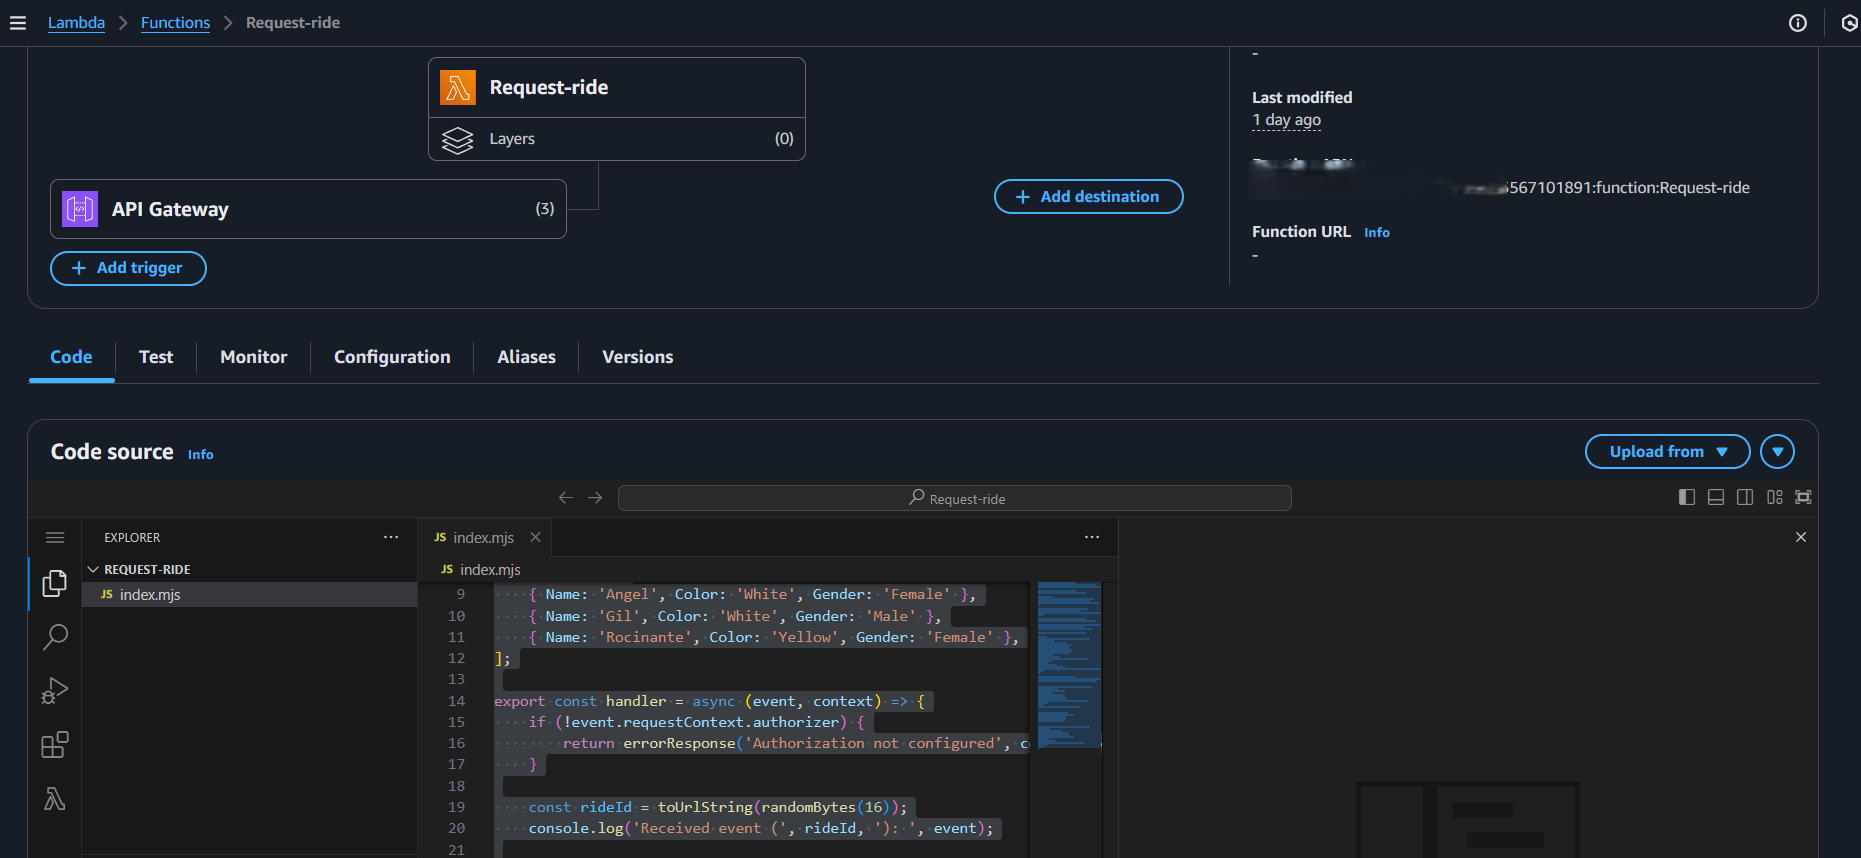 Lambda > Functions > Request-ride
Request-ride
Layers (0)
API Gateway (3)
+ Add trigger
+ Add destination
-
Last modified
1 day ago
5567101891:function:Request-ride
Function URL Info
-
Code Test Monitor Configuration Aliases Versions
Code source Info
Upload from
Request-ride
EXPLORER ...
REQUEST-RIDE
JS index.mjs
JS index.mjs ...
JS index.mjs
9 { Name: 'Angel', Color: 'White', Gender: 'Female' },
10 { Name: 'Gil', Color: 'White', Gender: 'Male' },
11 { Name: 'Rocinante', Color: 'Yellow', Gender: 'Female' },
12 ];
13
14 export const handler = async (event, context) => {
15 if (!event.requestContext.authorizer) {
16 return errorResponse('Authorization not configured', c
17 }
18
19 const rideId = toUrlString(randomBytes(16));
20 console.log('Received event (', rideId, '): ', event);
21